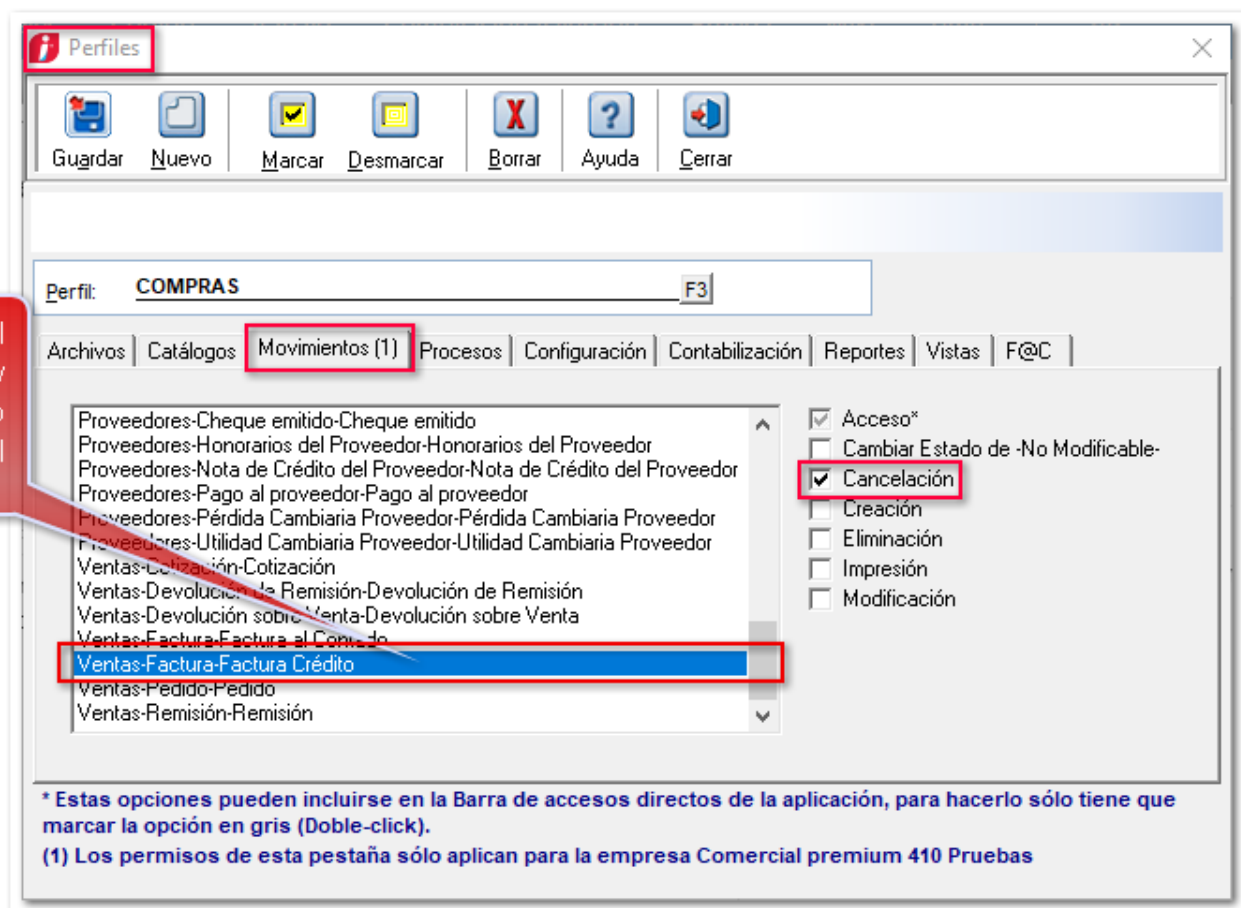 Perfiles
Guardar Nuevo Marcar Desmarcar Borrar Ayuda Cerrar
Perfil: COMPRAS F3
Archivos Catálogos Movimientos (1) Procesos Configuración Contabilización Reportes Vistas F@C
Proveedores-Cheque emitido-Cheque emitido
Proveedores-Honorarios del Proveedor-Honorarios del Proveedor
Proveedores-Nota de Crédito del Proveedor-Nota de Crédito del Proveedor
Proveedores-Pago al proveedor-Pago al proveedor
Proveedores-Pérdida Cambiaria Proveedor-Pérdida Cambiaria Proveedor
Proveedores-Utilidad Cambiaria Proveedor-Utilidad Cambiaria Proveedor
Ventas-Cotización-Cotización
Ventas-Devolución de Remisión-Devolución de Remisión
Ventas-Devolución sobre Venta-Devolución sobre Venta
Ventas-Factura-Factura al Contado
Ventas-Factura-Factura Crédito
Ventas-Pedido-Pedido
Ventas-Remisión-Remisión
Acceso*
Cambiar Estado de -No Modificable-
Cancelación
Creación
Eliminación
Impresión
Modificación
* Estas opciones pueden incluirse en la Barra de accesos directos de la aplicación, para hacerlo sólo tiene que
marcar la opción en gris (Doble-click).
(1) Los permisos de esta pestaña sólo aplican para la empresa Comercial premium 410 Pruebas